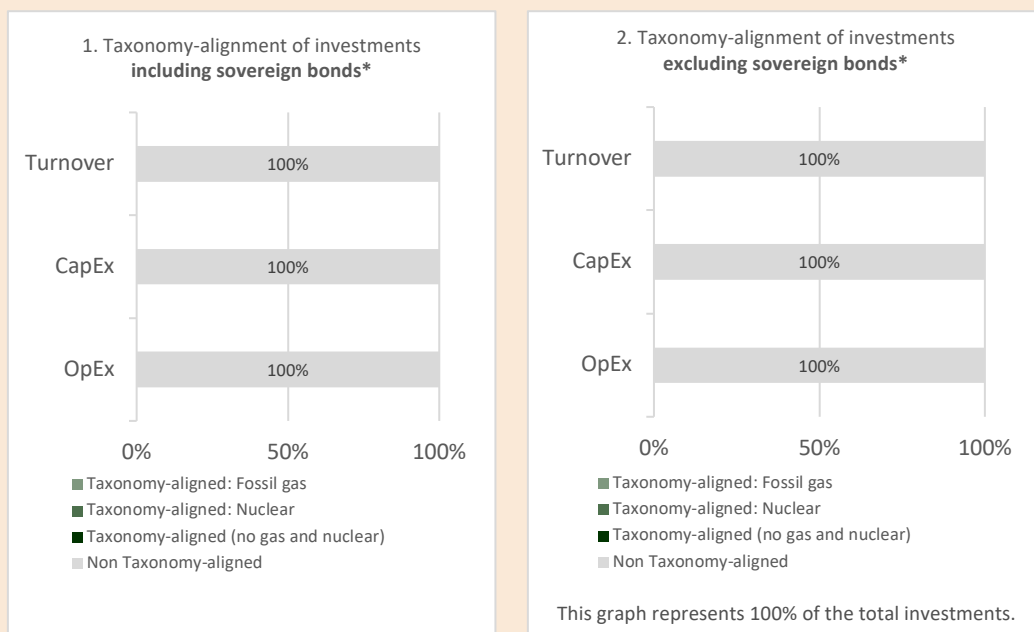 1. Taxonomy-alignment of investments
including sovereign bonds*
Turnover
100%
CapEx
100%
OpEx
100%
0%
50%
100%
Taxonomy-aligned: Fossil gas
Taxonomy-aligned: Nuclear
Taxonomy-aligned (no gas and nuclear)
Non Taxonomy-aligned
2. Taxonomy-alignment of investments
excluding sovereign bonds*
Turnover
100%
CapEx
100%
OpEx
100%
0%
50%
100%
Taxonomy-aligned: Fossil gas
Taxonomy-aligned: Nuclear
Taxonomy-aligned (no gas and nuclear)
Non Taxonomy-aligned
This graph represents 100% of the total investments.